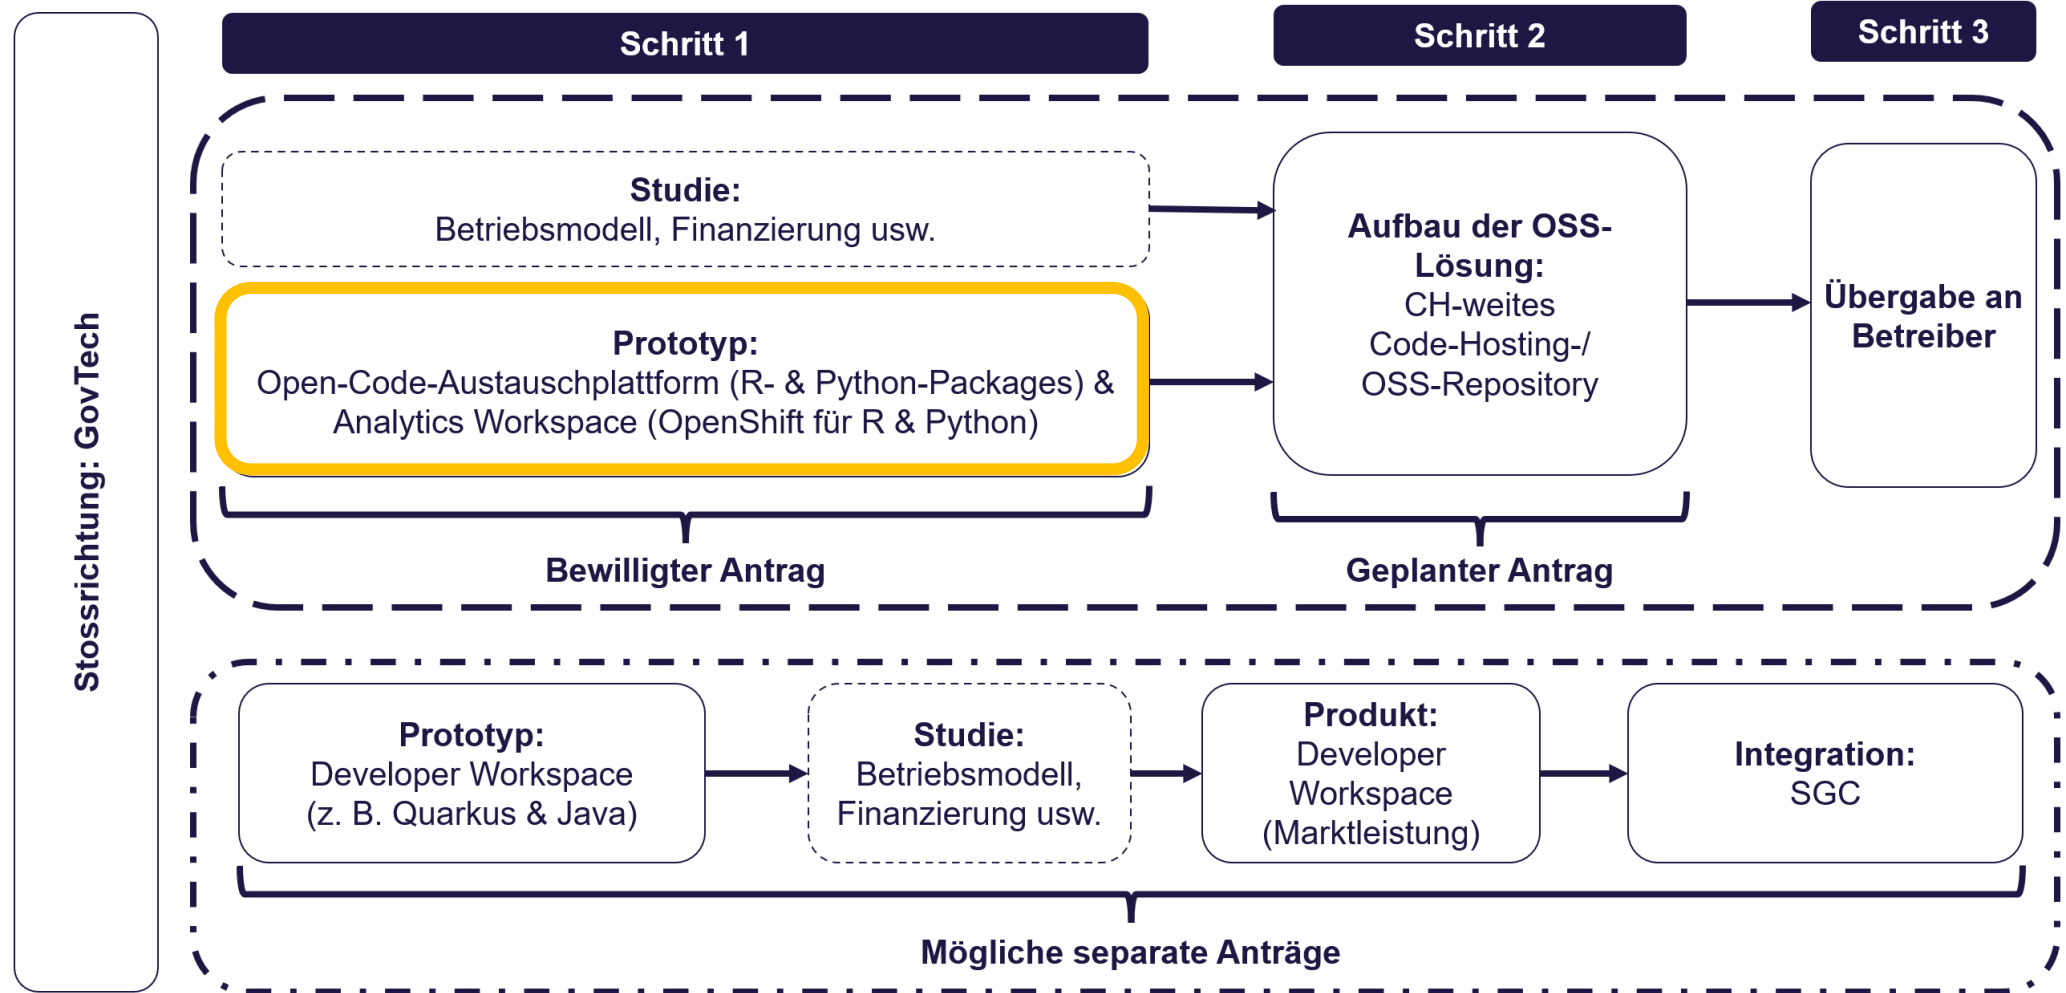 Stossrichtung: GovTech
Schritt 1
Schritt 2
Schritt 3
Studie:
Betriebsmodell, Finanzierung usw.
Prototyp:
Open-Code-Austauschplattform (R- & Python-Packages) &
Analytics Workspace (OpenShift für R & Python)
Bewilligter Antrag
Aufbau der OSS-
Lösung:
CH-weites
Code-Hosting-/
OSS-Repository
Geplanter Antrag
Übergabe an
Betreiber
Prototyp:
Developer Workspace
(z. B. Quarkus & Java)
Studie:
Betriebsmodell,
Finanzierung usw.
Produkt:
Developer
Workspace
(Marktleistung)
Integration:
SGC
Mögliche separate Anträge